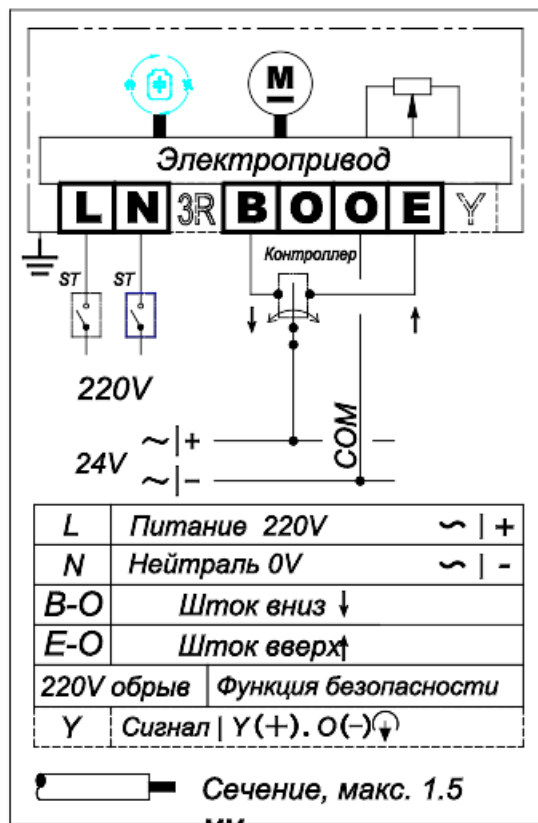 M
Электропривод
L N 3R B O O E Y
Контроллер
ST ST
220V
24V
~|+
~|-
COM
L Питание 220V ~ | +
N Нейтраль 0V ~ | -
B-O Шток вниз ↓
E-O Шток вверх↑
220V обрыв Функция безопасности
Y Сигнал | Y(+). O(-)
Сечение, макс. 1.5